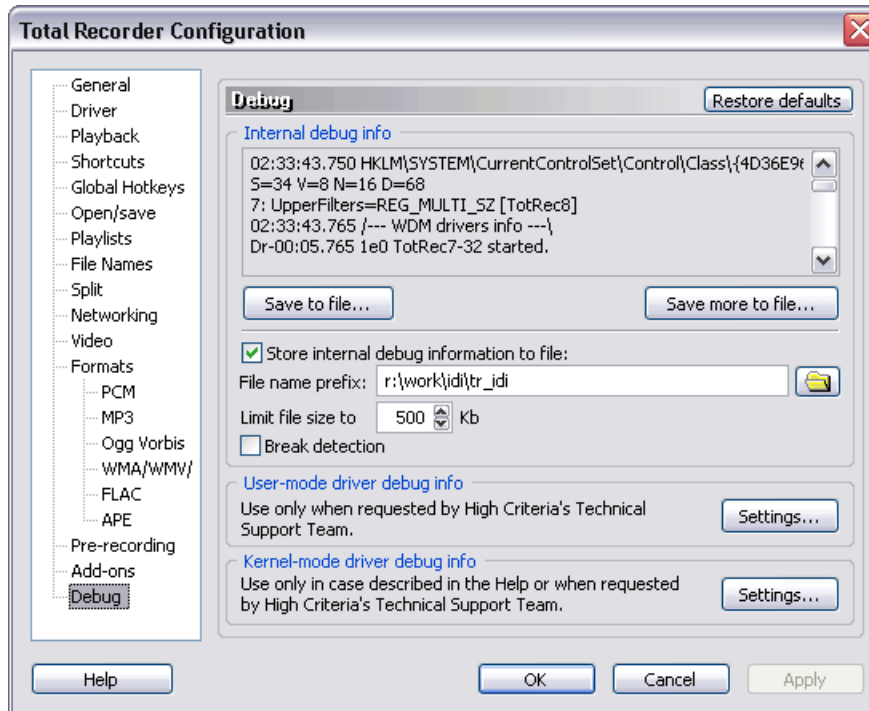 Total Recorder Configuration
General
Driver
Playback
Shortcuts
Global Hotkeys
Open/save
Playlists
File Names
Split
Networking
Video
Formats
PCM
MP3
Ogg Vorbis
WMA/WMV/
FLAC
APE
Pre-recording
Add-ons
Debug
Debug
Restore defaults
Internal debug info
02:33:43.750 HKLM\SYSTEM\CurrentControlSet\Control\Class\{4D36E96
S=34 V=8 N=16 D=68
7: UpperFilters=REG_MULTI_SZ [TotRec8]
02:33:43.765 /--- WDM drivers info ---\
Dr-00:05.765 1e0 TotRec7-32 started.
Save to file...
Save more to file...
Store internal debug information to file:
File name prefix: r:\work\idi\tr_idi
Limit file size to 500 Kb
Break detection
User-mode driver debug info
Use only when requested by High Criteria's Technical
Support Team.
Settings...
Kernel-mode driver debug info
Use only in case described in the Help or when requested
by High Criteria's Technical Support Team.
Settings...
Help
OK
Cancel
Apply